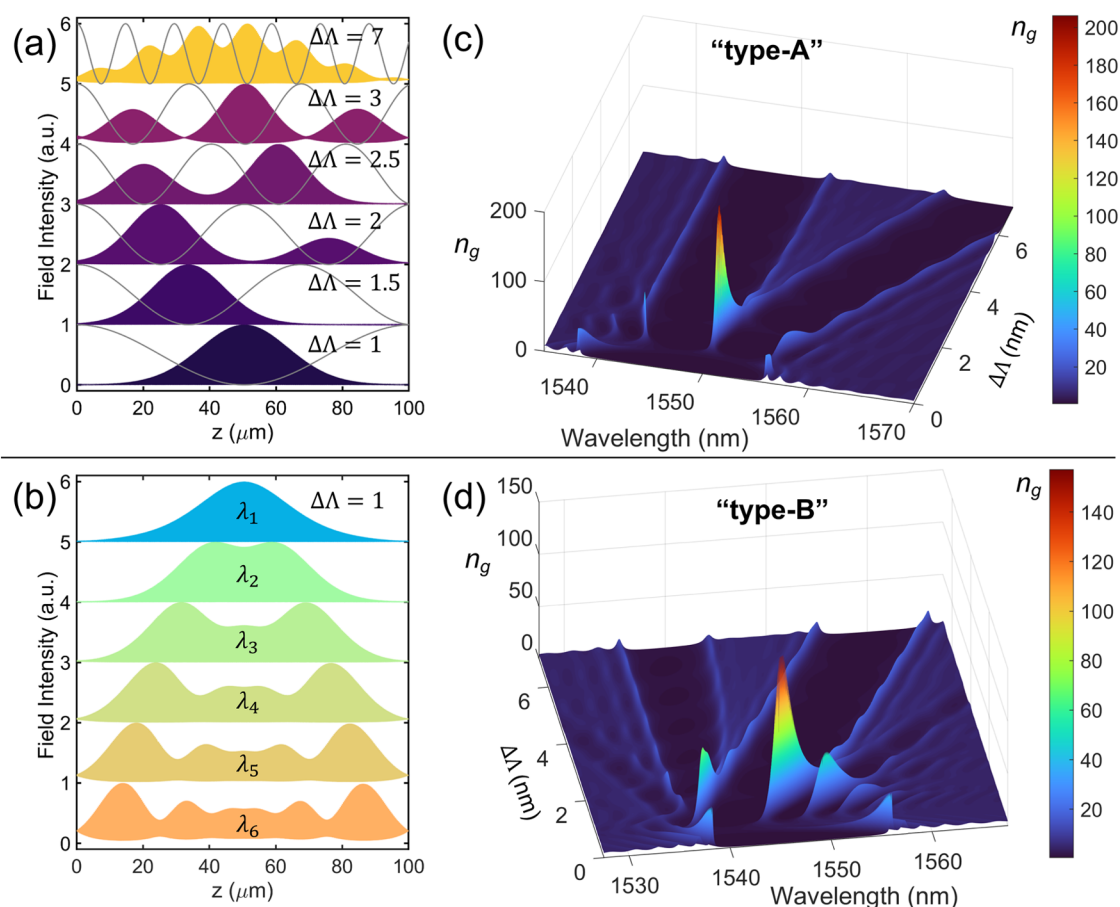 (a)
Field Intensity (a.u.)
6
5
4
3
2
1
0
ΔΛ = 7
ΔΛ = 3
ΔΛ = 2.5
ΔΛ = 2
ΔΛ = 1.5
ΔΛ = 1
0 20 40 60 80 100
z (μm)
(c)
"type-A"
n_g
200
100
0
1540 1550 1560 1570
Wavelength (nm)
0
2
4
6
ΔΛ (nm)
n_g
200
180
160
140
120
100
80
60
40
20
(b)
Field Intensity (a.u.)
6
5
4
3
2
1
0
ΔΛ = 1
λ₁
λ₂
λ₃
λ₄
λ₅
λ₆
0 20 40 60 80 100
z (μm)
(d)
"type-B"
n_g
150
100
50
0
6
4
2
0
ΔΛ (nm)
1530 1540 1550 1560
Wavelength (nm)
n_g
140
120
100
80
60
40
20